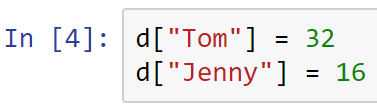 In [4]: d["Tom"] = 32
d["Jenny"] = 16